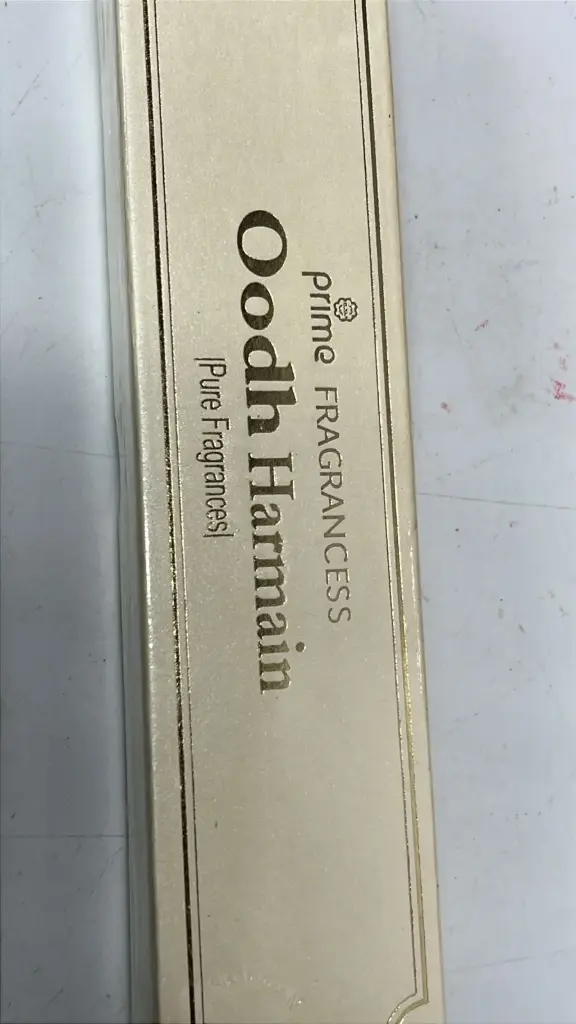 prime FRAGRANCESS
Oodh Harmain
|Pure Fragrances|